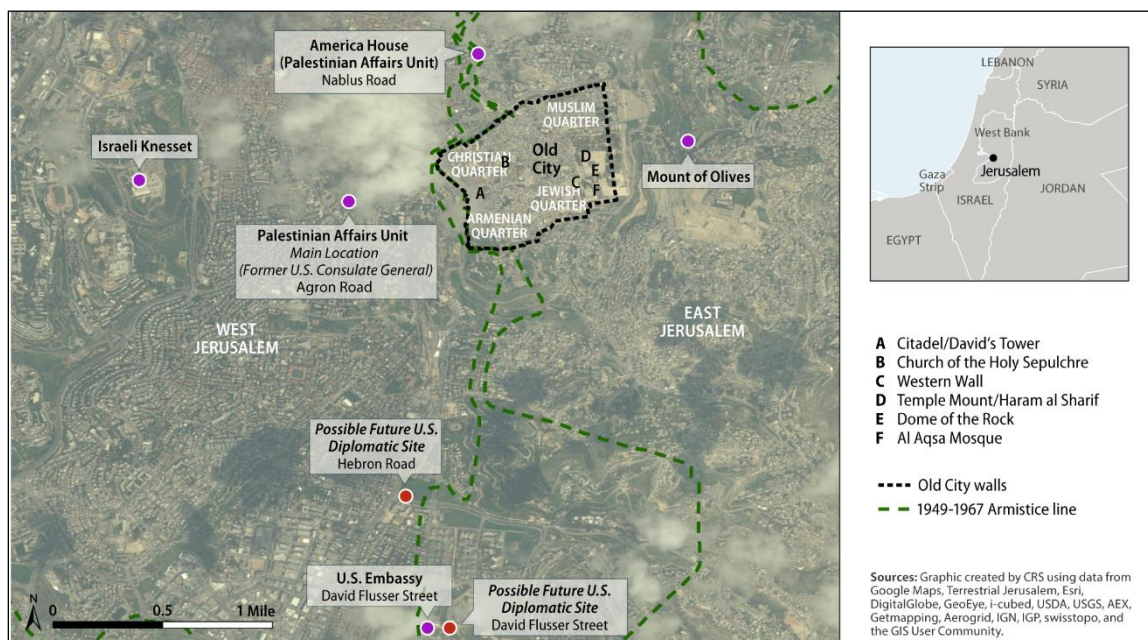 America House
(Palestinian Affairs Unit)
Nablus Road
MUSLIM
QUARTER
Israeli Knesset
CHRISTIAN
QUARTER
B
Old
City
D
E
C
F
A
JEWISH
QUARTER
ARMENIAN
QUARTER
Mount of Olives
Palestinian Affairs Unit
Main Location
(Former U.S. Consulate General)
Agron Road
WEST
JERUSALEM
EAST
JERUSALEM
Possible Future U.S.
Diplomatic Site
Hebron Road
U.S. Embassy
David Flusser Street
Possible Future U.S.
Diplomatic Site
David Flusser Street
N
0 0.5 1 Mile
LEBANON
SYRIA
West Bank
Jerusalem
Gaza
Strip
ISRAEL
JORDAN
EGYPT
A Citadel/David's Tower
B Church of the Holy Sepulchre
C Western Wall
D Temple Mount/Haram al Sharif
E Dome of the Rock
F Al Aqsa Mosque
Old City walls
1949-1967 Armistice line
Sources: Graphic created by CRS using data from
Google Maps, Terrestrial Jerusalem, Esri,
DigitalGlobe, GeoEye, i-cubed, USDA, USGS, AEX,
Getmapping, Aerogrid, IGN, IGP, swisstopo, and
the GIS User Community.